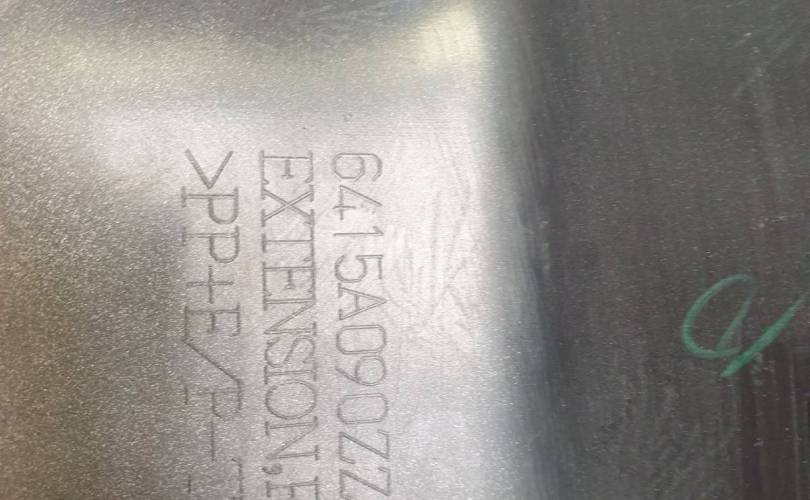 6415A090ZZ
EXTENSION,F
>PP+E/P-T